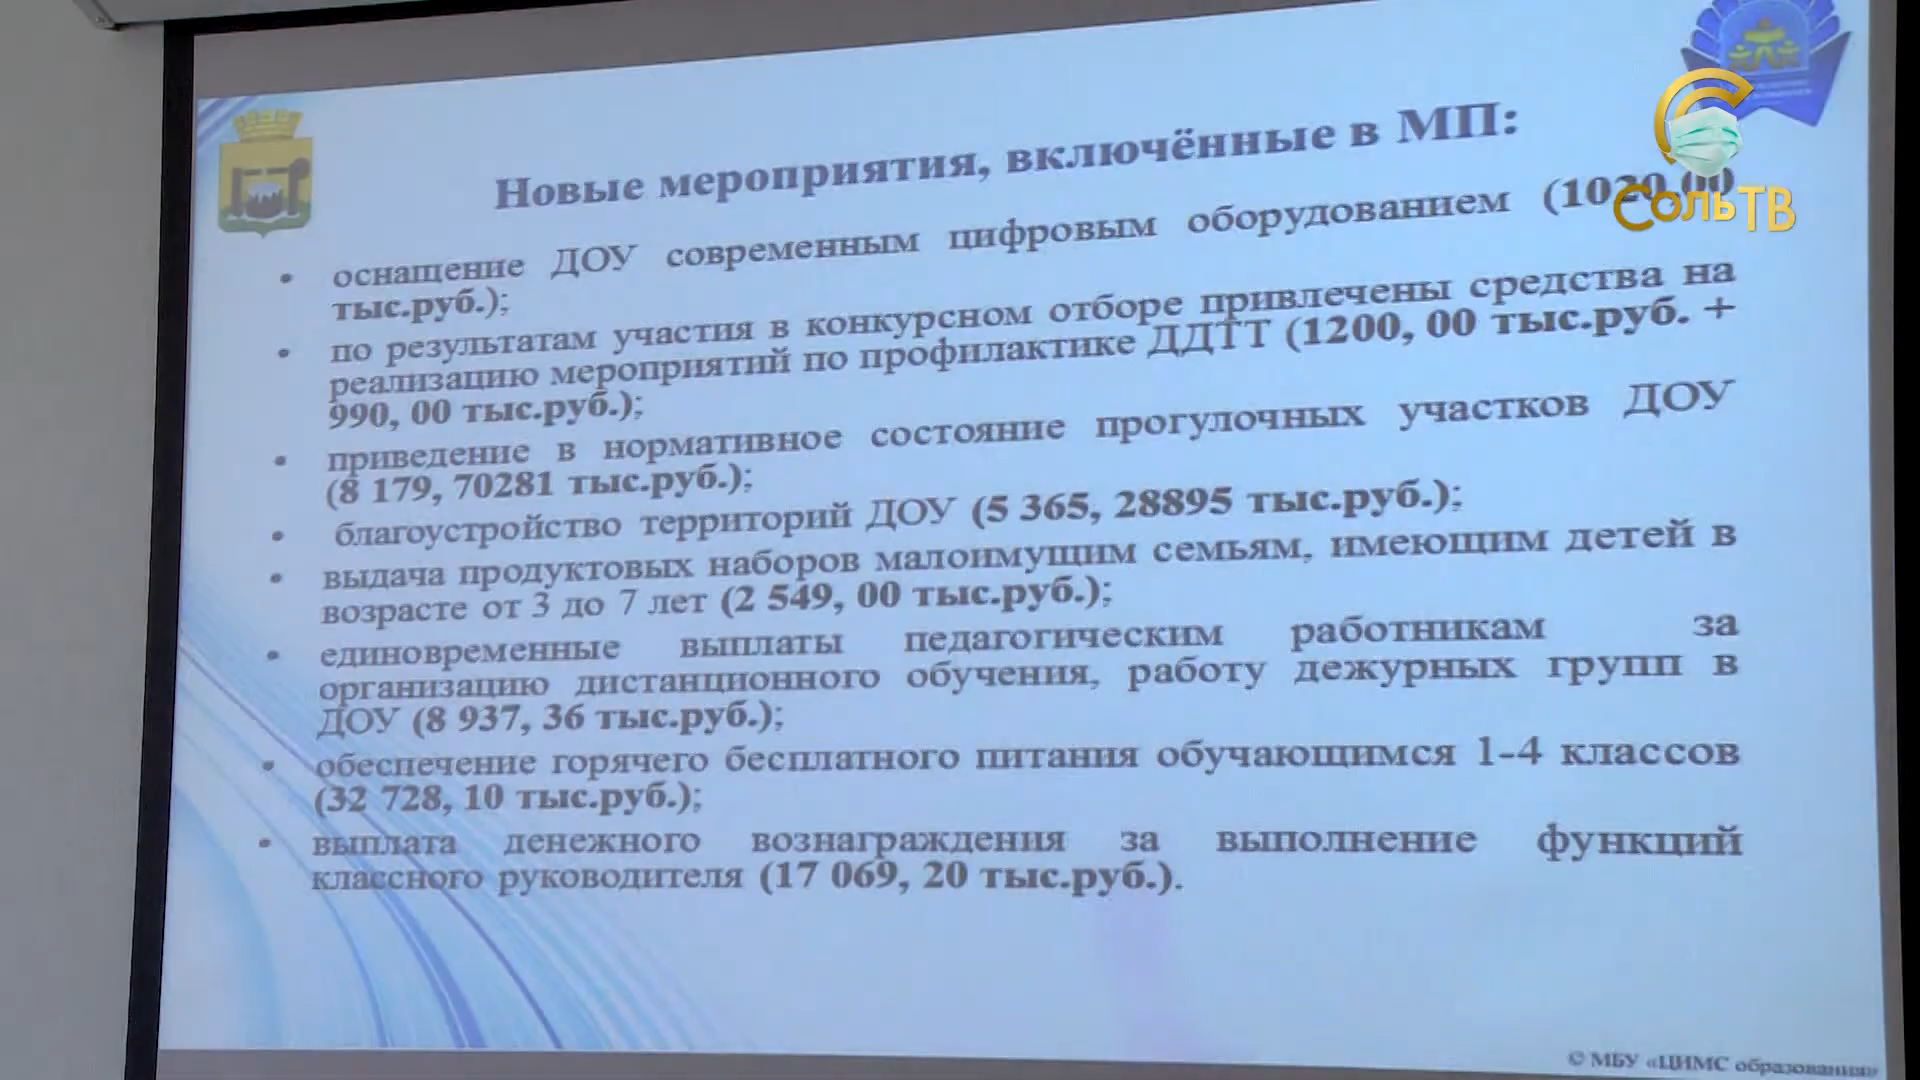 Новые мероприятия, включённые в МП:
• оснащение ДОУ современным цифровым оборудованием (1020,00
тыс.руб.);
• по результатам участия в конкурсном отборе привлечены средства на
реализацию мероприятий по профилактике ДДТТ (1200, 00 тыс.руб. +
990, 00 тыс.руб.);
• приведение в нормативное состояние прогулочных участков ДОУ
(8 179, 70281 тыс.руб.);
• благоустройство территорий ДОУ (5 365, 28895 тыс.руб.);
• выдача продуктовых наборов малоимущим семьям, имеющим детей в
возрасте от 3 до 7 лет (2 549, 00 тыс.руб.);
• единовременные выплаты педагогическим работникам за
организацию дистанционного обучения, работу дежурных групп в
ДОУ (8 937, 36 тыс.руб.);
• обеспечение горячего бесплатного питания обучающимся 1-4 классов
(32 728, 10 тыс.руб.);
• выплата денежного вознаграждения за выполнение функций
классного руководителя (17 069, 20 тыс.руб.).
© МБУ «ЦИМС образования»
СольТВ